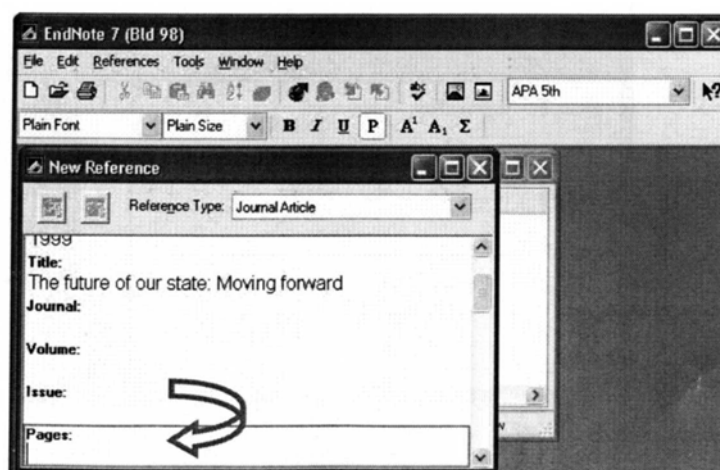 EndNote 7 (Bld 98)
File Edit References Tools Window Help
APA 5th
Plain Font Plain Size B I U P A¹ A₁ Σ
New Reference
Reference Type: Journal Article
1999
Title:
The future of our state: Moving forward
Journal:
Volume:
Issue:
Pages: